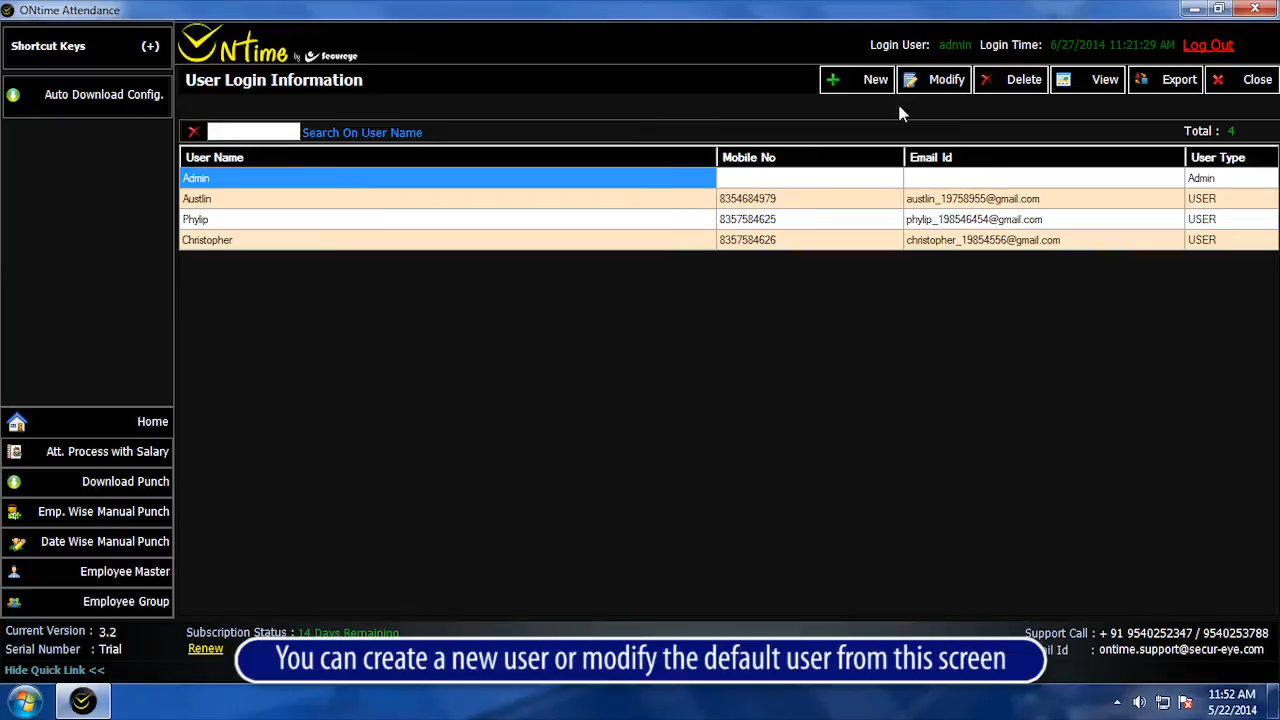 ONtime Attendance
Shortcut Keys (+)
Auto Download Config.
ONtime by Secureye
Login User: admin Login Time: 6/27/2014 11:21:29 AM Log Out
User Login Information
New Modify Delete View Export Close
Search On User Name Total : 4
User Name Mobile No Email Id User Type
Admin Admin
Austlin 8354684979 austlin_19758955@gmail.com USER
Phylip 8357584625 phylip_198546454@gmail.com USER
Christopher 8357584626 christopher_19854556@gmail.com USER
Home
Att. Process with Salary
Download Punch
Emp. Wise Manual Punch
Date Wise Manual Punch
Employee Master
Employee Group
Current Version : 3.2
Serial Number : Trial
Hide Quick Link <<
Subscription Status : 14 Days Remaining
Renew
Support Call : + 91 9540252347 / 9540253788
Id : ontime.support@secur-eye.com
You can create a new user or modify the default user from this screen
11:52 AM
5/22/2014